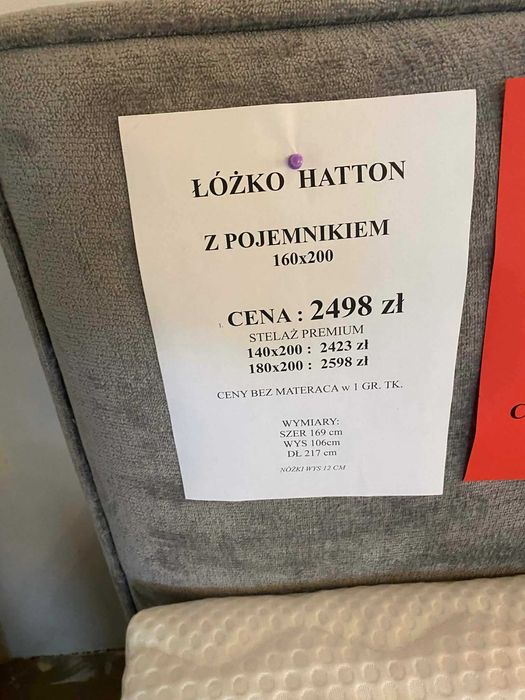 ŁÓŻKO HATTON
Z POJEMNIKIEM
160x200
1. CENA : 2498 zł
STELAŻ PREMIUM
140x200 : 2423 zł
180x200 : 2598 zł
CENY BEZ MATERACA w 1 GR. TK.
WYMIARY:
SZER 169 cm
WYS 106cm
DŁ 217 cm
NÓŻKI WYS 12 CM
C